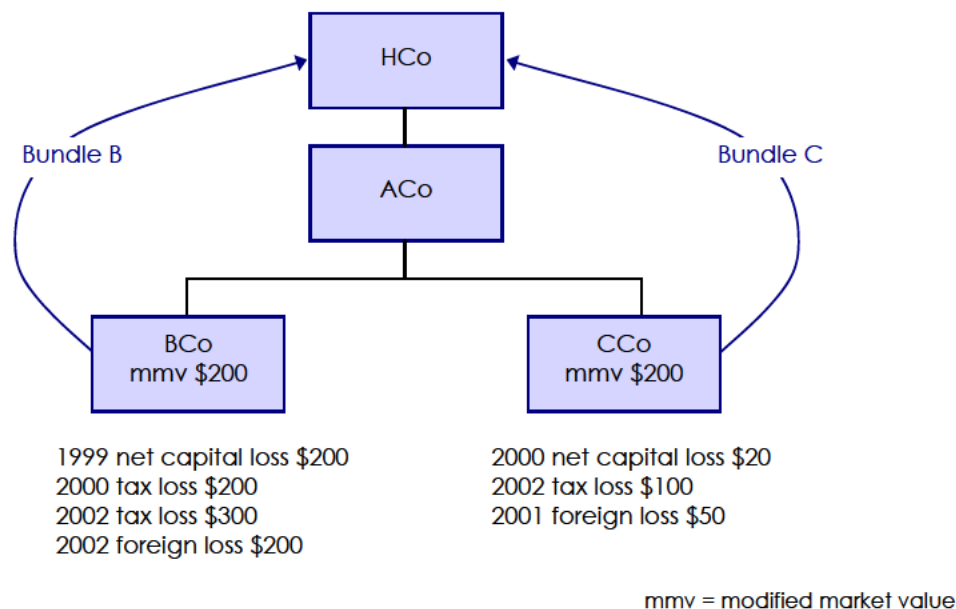 HCo
Bundle B
Bundle C
ACo
BCo
mmv $200
CCo
mmv $200
1999 net capital loss $200
2000 tax loss $200
2002 tax loss $300
2002 foreign loss $200
2000 net capital loss $20
2002 tax loss $100
2001 foreign loss $50
mmv = modified market value